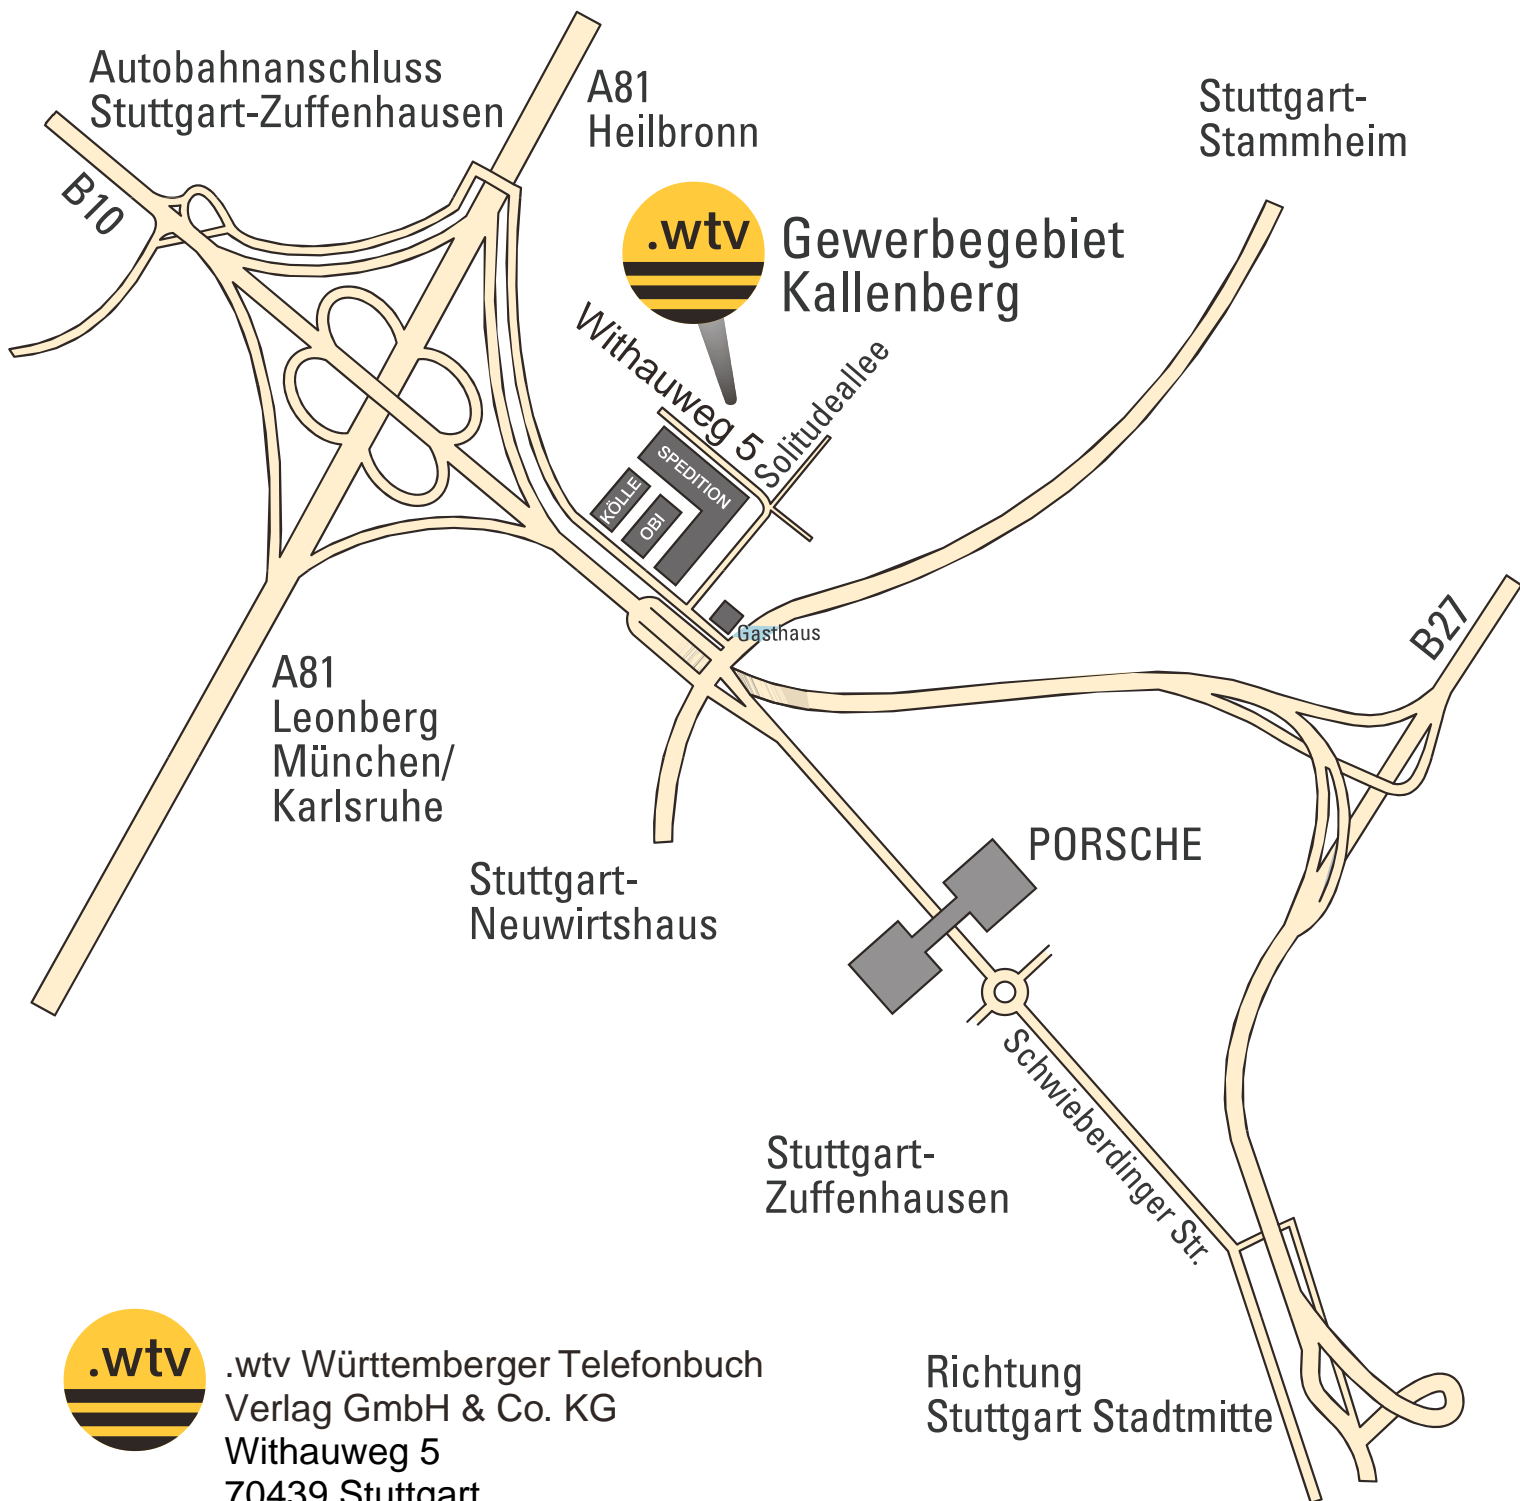 Autobahnanschluss
Stuttgart-Zuffenhausen
A81
Heilbronn
Stuttgart-
Stammheim
B10
.wtv
Gewerbegebiet
Kallenberg
Withauweg 5
Solitudeallee
SPEDITION
KÖLLE
OBI
Gasthaus
B27
A81
Leonberg
München/
Karlsruhe
PORSCHE
Stuttgart-
Neuwirtshaus
Schwieberdinger Str.
Stuttgart-
Zuffenhausen
Richtung
Stuttgart Stadtmitte
.wtv
.wtv Württemberger Telefonbuch
Verlag GmbH & Co. KG
Withauweg 5
70439 Stuttgart